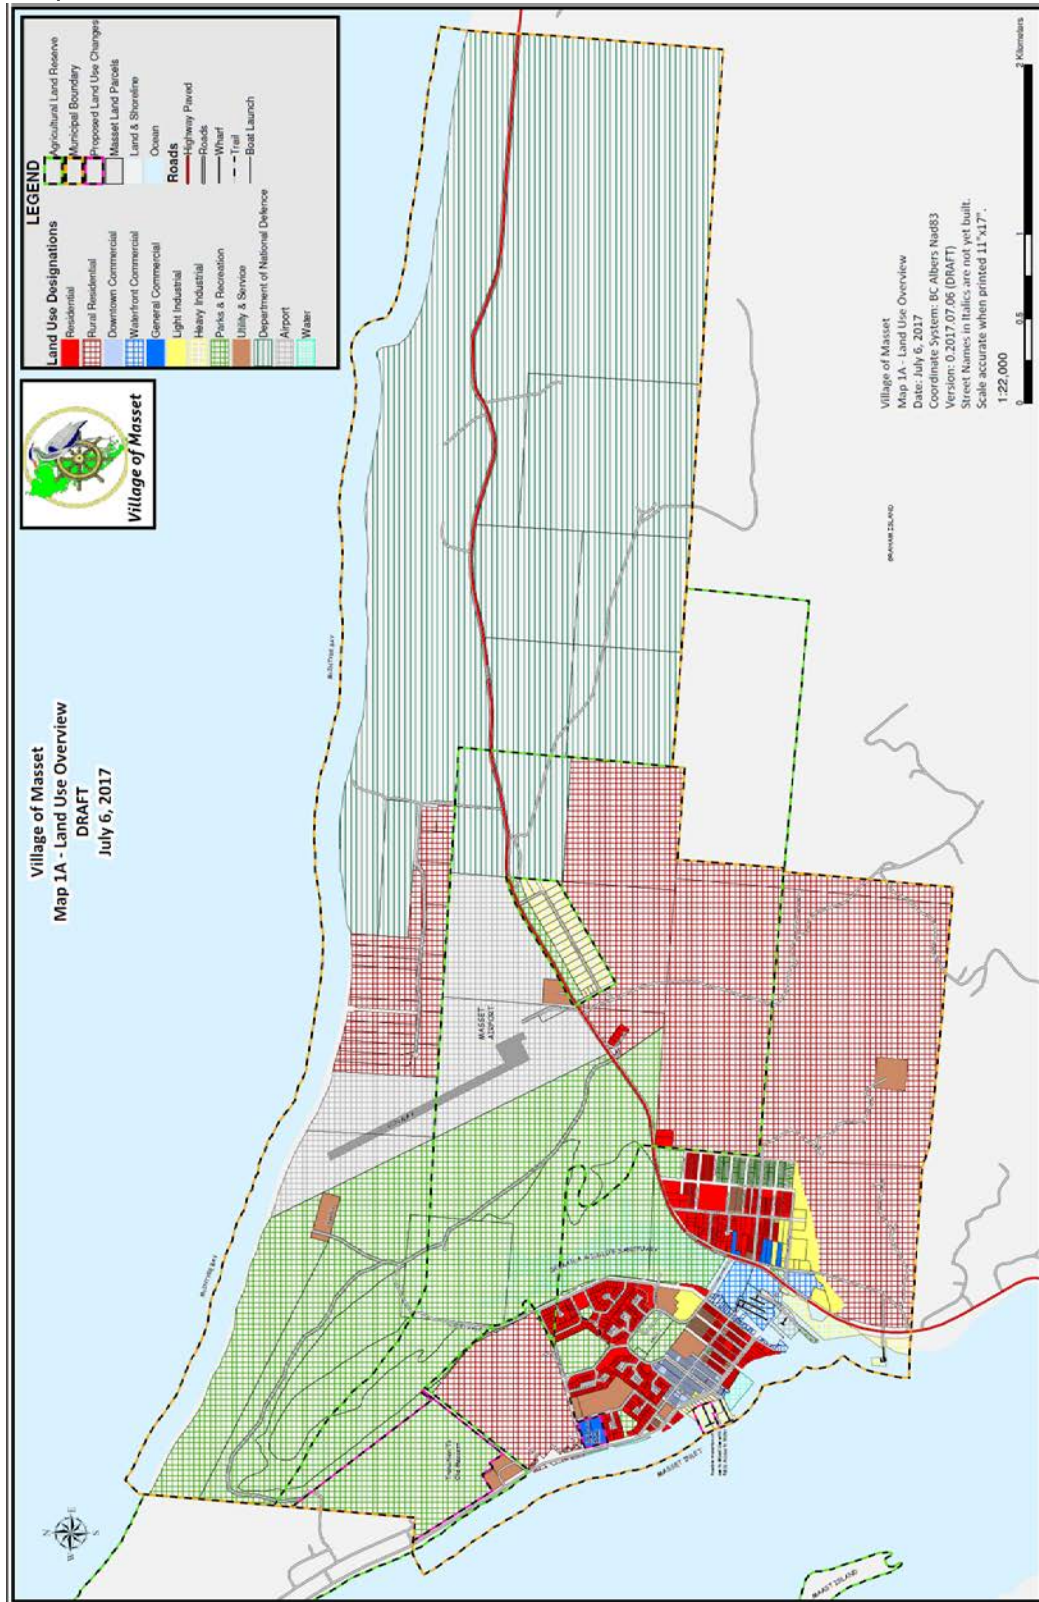 Village of Masset
Map 1A - Land Use Overview
DRAFT
July 6, 2017
Village of Masset
LEGEND
Land Use Designations
Residential
Rural Residential
Downtown Commercial
Waterfront Commercial
General Commercial
Light Industrial
Heavy Industrial
Parks & Recreation
Utility & Service
Department of National Defence
Airport
Water
Agricultural Land Reserve
Municipal Boundary
Proposed Land Use Changes
Masset Land Parcels
Land & Shoreline
Ocean
Roads
Highway Paved
Roads
Wharf
Trail
Boat Launch
MCINTYRE BAY
MCINTYRE BAY
MASSET
AIRPORT
MASSET INLET
MAAST ISLAND
GRAHAM ISLAND
N
E
S
W
Village of Masset
Map 1A - Land Use Overview
Date: July 6, 2017
Coordinate System: BC Albers Nad83
Version: 0.2017.07.06 (DRAFT)
Street Names in Italics are not yet built.
Scale accurate when printed 11"x17".
1:22,000
0 0.5 1 2 Kilometers